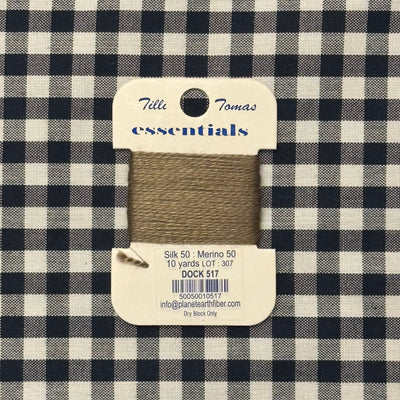 Tilli Tomas
essentials
Silk 50 : Merino 50
10 yards LOT : 307
DOCK 517
50050010517
info@planetearthfiber.com
Dry Block Only